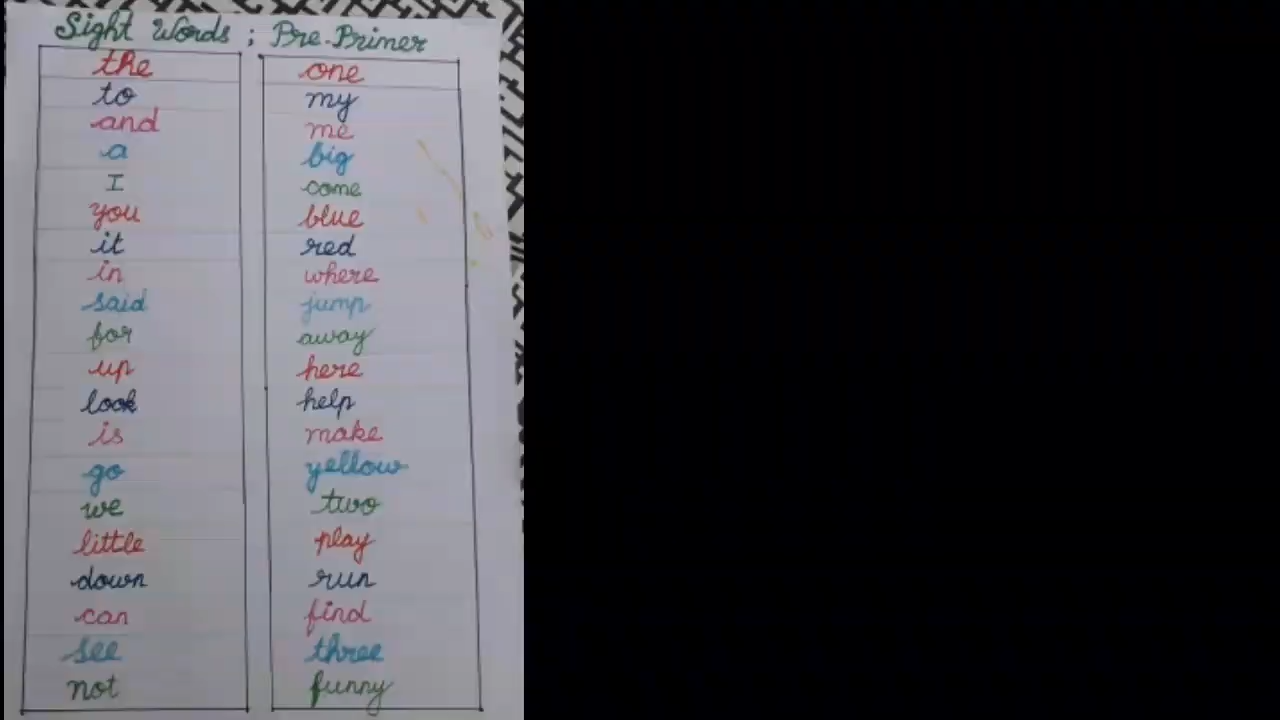 Sight Words ; Pre-Primer
the
to
and
a
I
you
it
in
said
for
up
look
is
go
we
little
down
can
see
not
one
my
me
big
come
blue
red
where
jump
away
here
help
make
yellow
two
play
run
find
three
funny